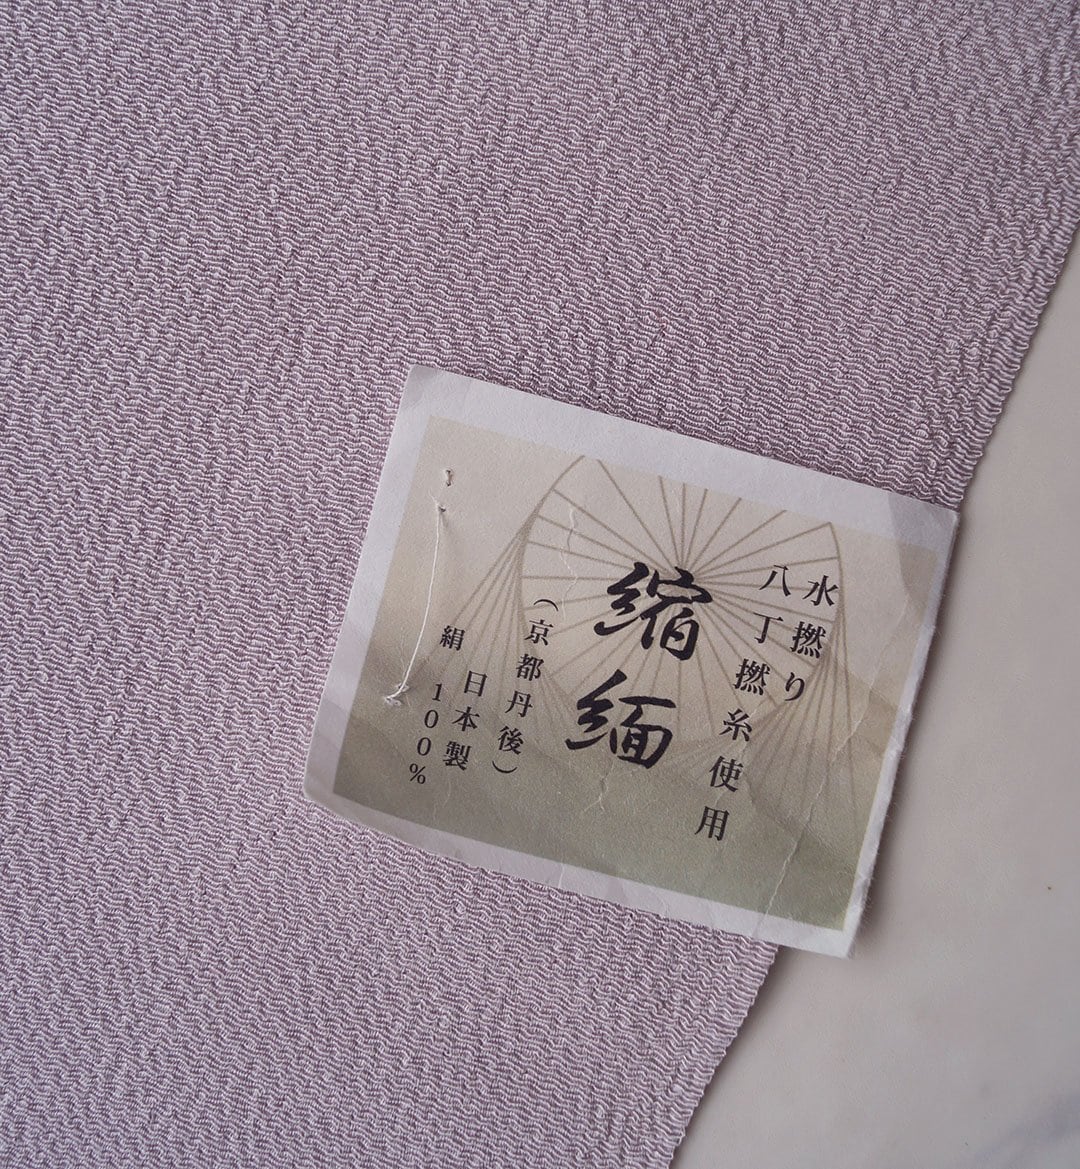 水撚り
八丁撚糸使用
縮緬
（京都丹後）
日本製
絹100%